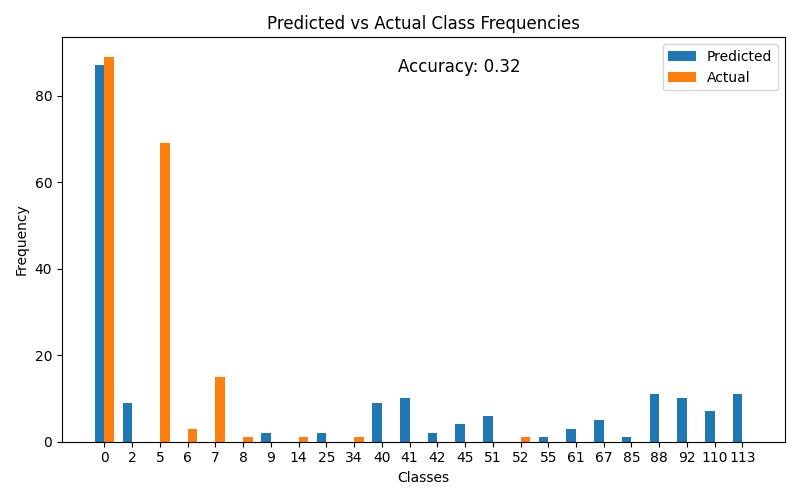 Predicted vs Actual Class Frequencies
Accuracy: 0.32
Predicted
Actual
Frequency
80
60
40
20
0
0 2 5 6 7 8 9 14 25 34 40 41 42 45 51 52 55 61 67 85 88 92 110 113
Classes